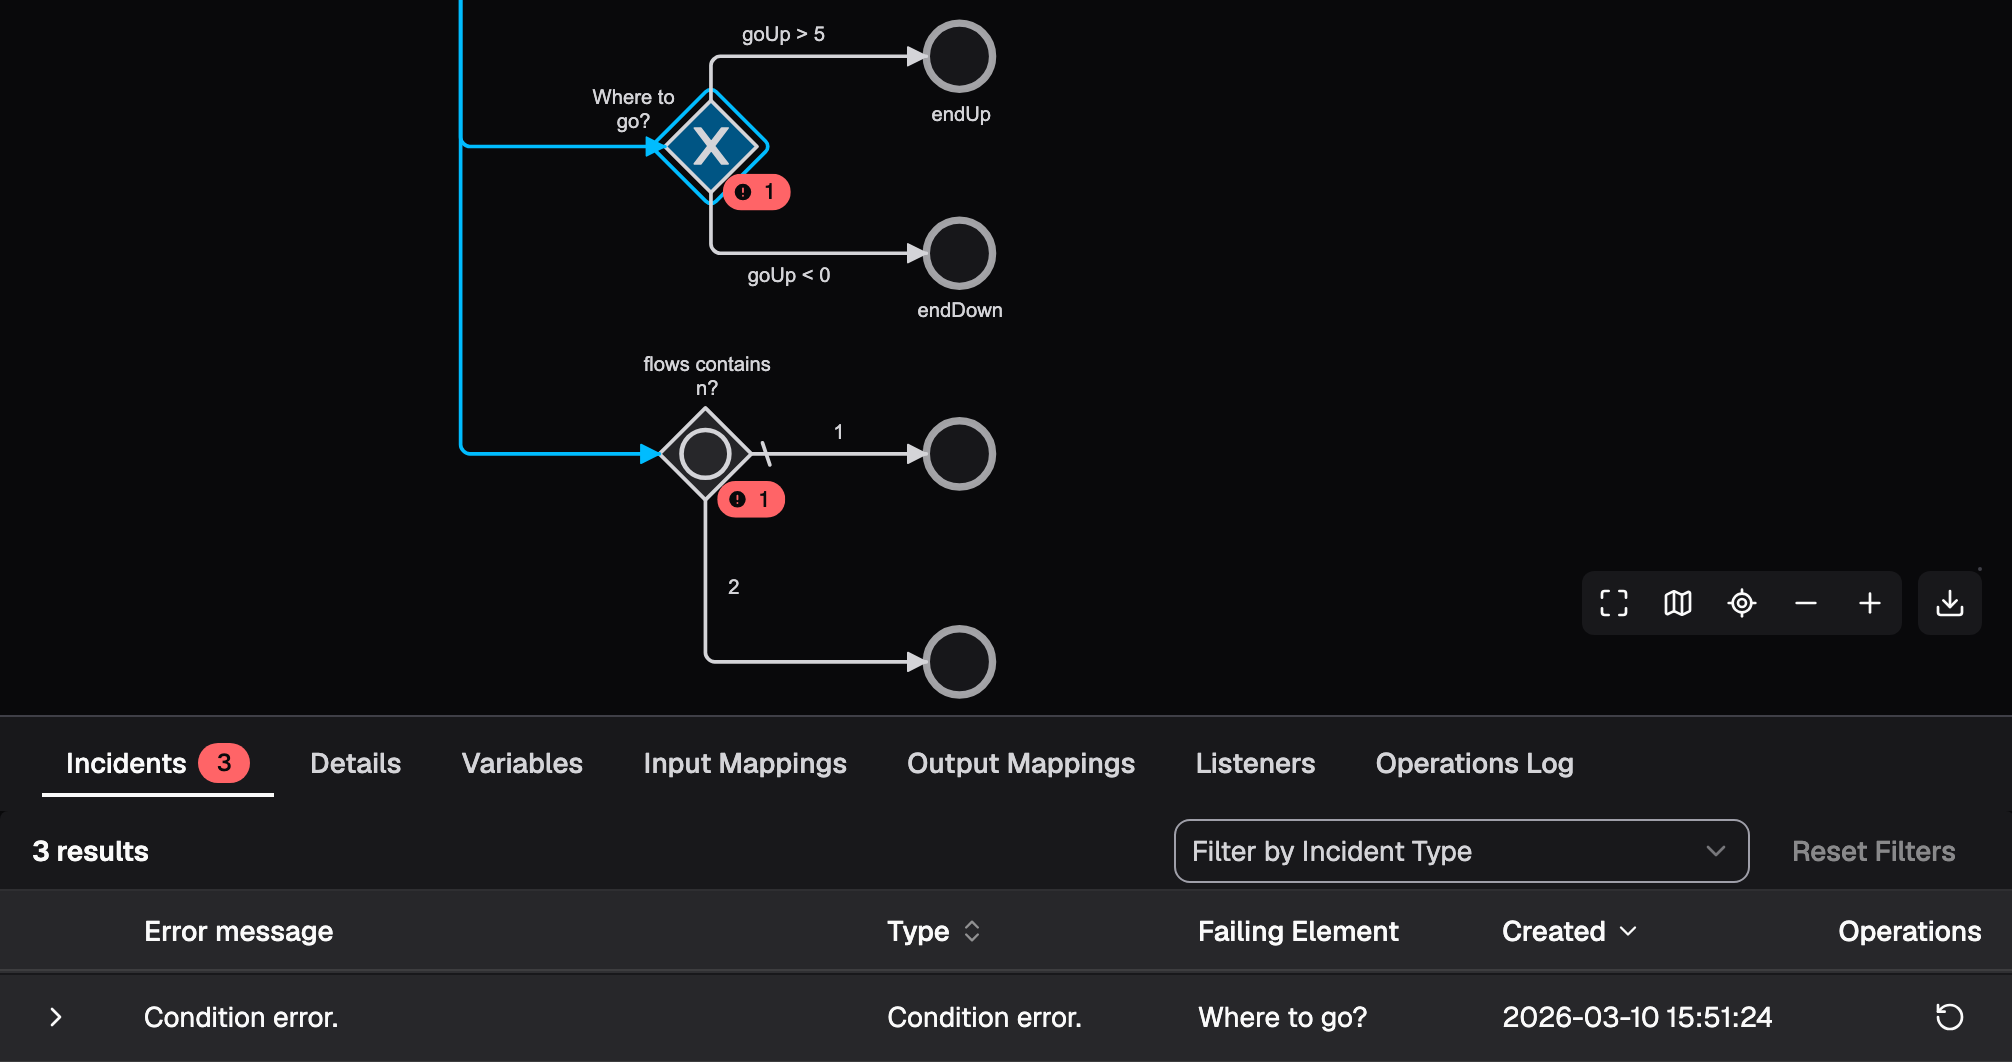 goUp > 5
endUp
Where to
go?
X
1
goUp < 0
endDown
flows contains
n?
1
1
2
Incidents 3 Details Variables Input Mappings Output Mappings Listeners Operations Log
3 results Filter by Incident Type Reset Filters
Error message Type Failing Element Created Operations
Condition error. Condition error. Where to go? 2026-03-10 15:51:24